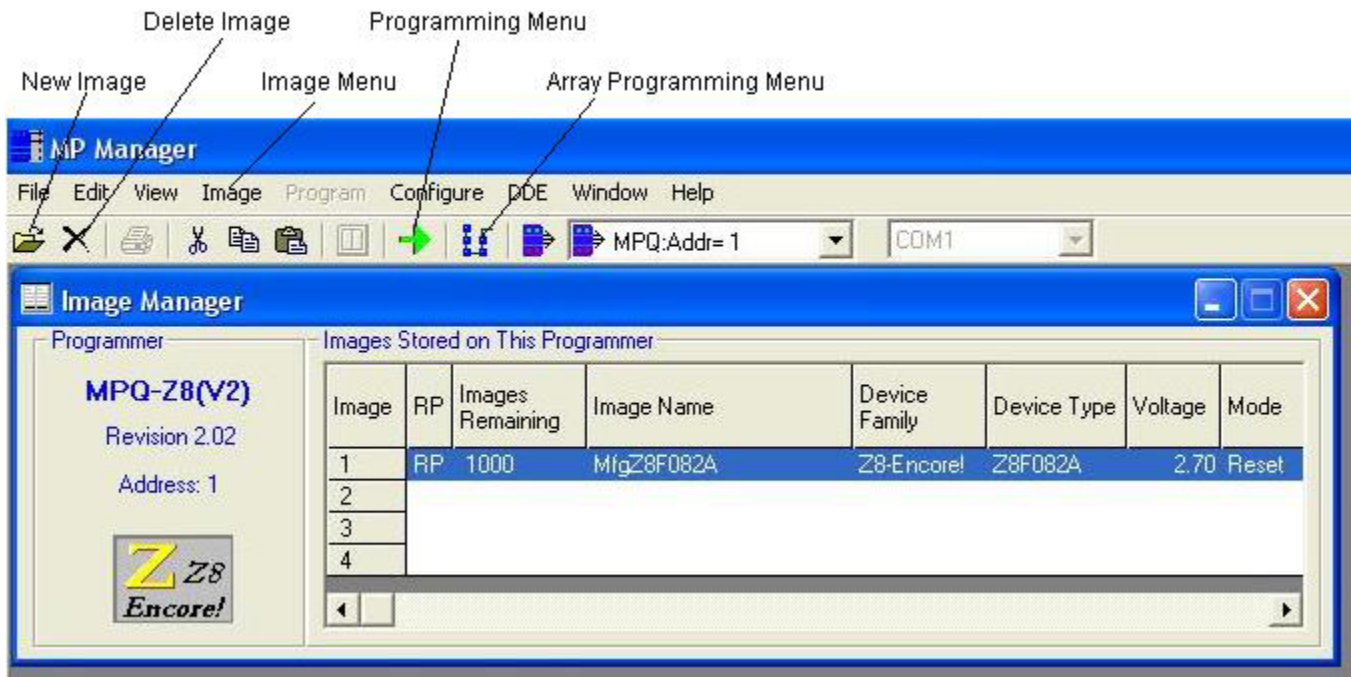 Delete Image Programming Menu
New Image Image Menu Array Programming Menu
MP Manager
File Edit View Image Program Configure DDE Window Help
MPQ:Addr= 1 COM1
Image Manager
Programmer
MPQ-Z8(V2)
Revision 2.02
Address: 1
Z Z8
Encore!
Images Stored on This Programmer
Image RP Images Remaining Image Name Device Family Device Type Voltage Mode
1 RP 1000 MfgZ8F082A Z8-Encore! Z8F082A 2.70 Reset
2
3
4